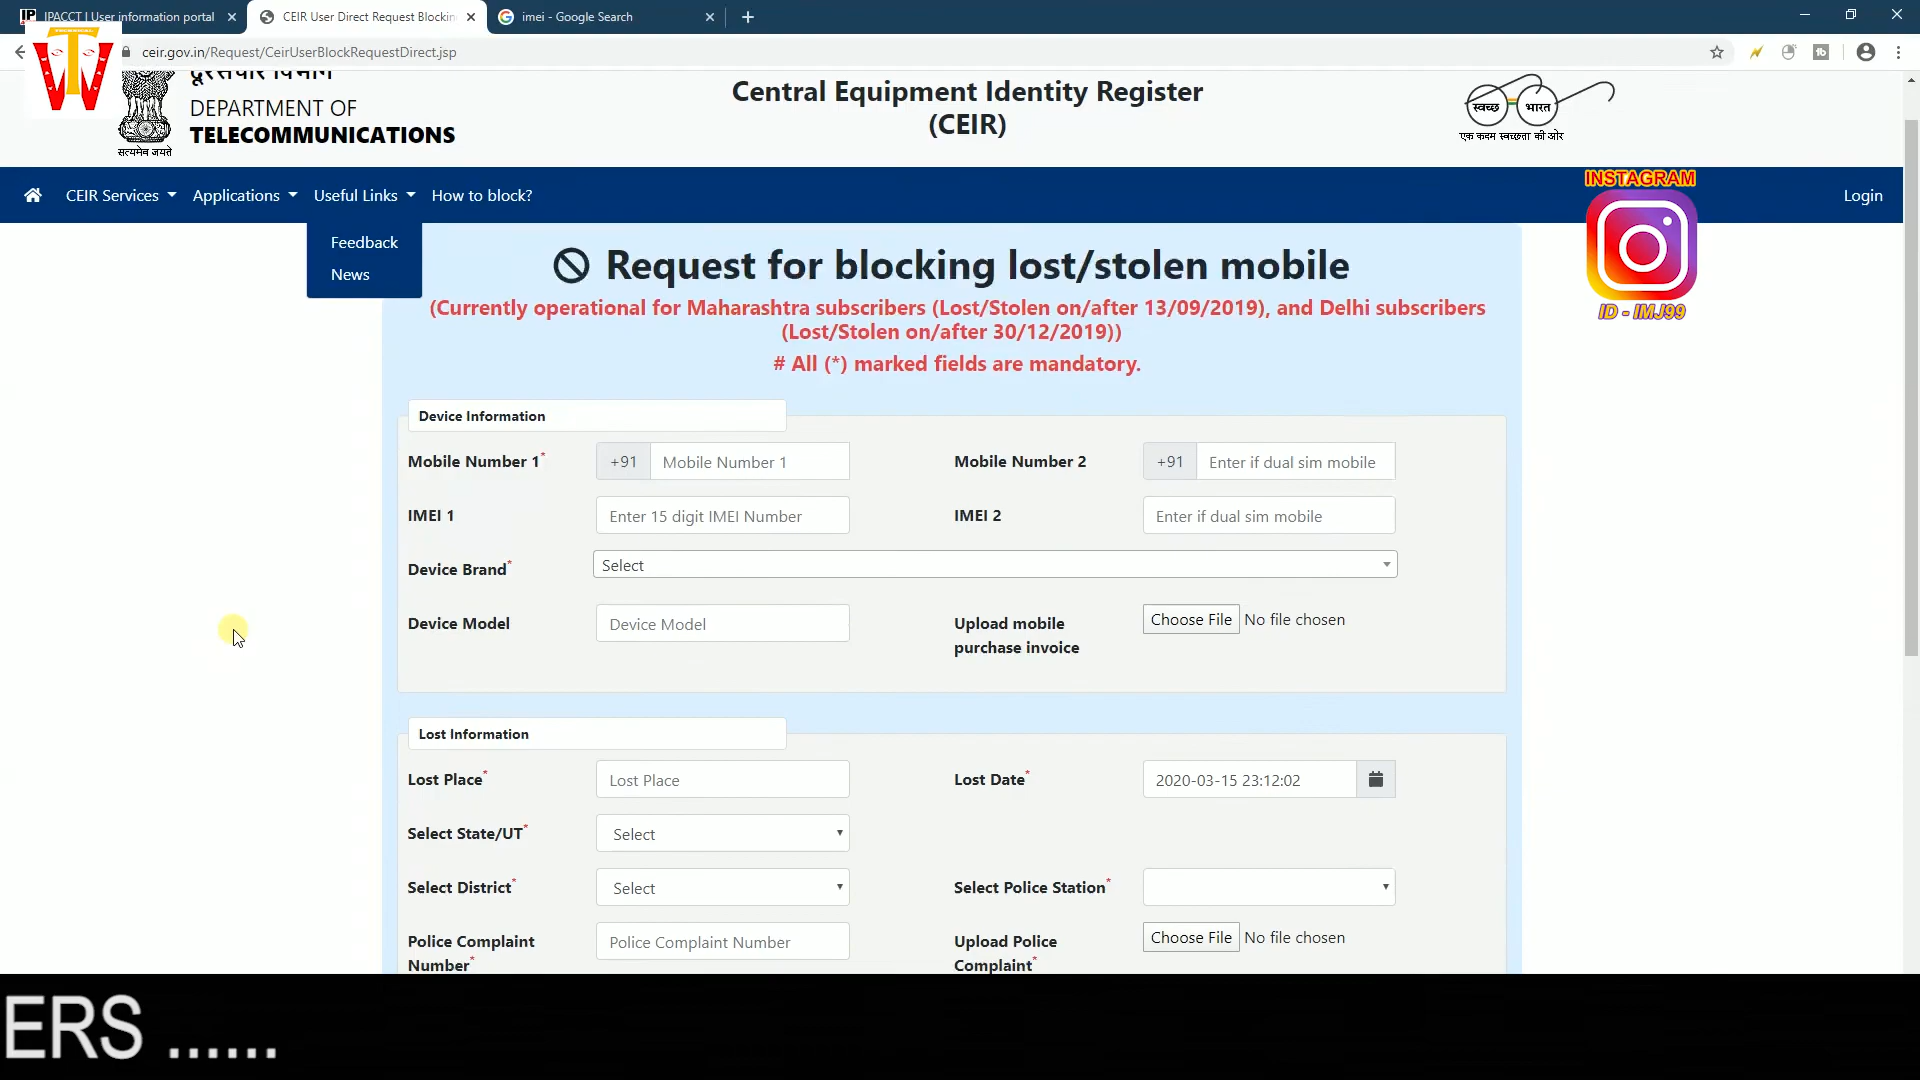 IPACCT | User information portal
CEIR User Direct Request Blockin
imei - Google Search
ceir.gov.in/Request/CeirUserBlockRequestDirect.jsp
TW
दूरसंचार विभाग
DEPARTMENT OF
TELECOMMUNICATIONS
सत्यमेव जयते
Central Equipment Identity Register
(CEIR)
स्वच्छ भारत
एक कदम स्वच्छता की ओर
CEIR Services
Applications
Useful Links
How to block?
Login
Feedback
News
INSTAGRAM
ID - IMJ99
Request for blocking lost/stolen mobile
(Currently operational for Maharashtra subscribers (Lost/Stolen on/after 13/09/2019), and Delhi subscribers
(Lost/Stolen on/after 30/12/2019))
# All (*) marked fields are mandatory.
Device Information
Mobile Number 1* +91 Mobile Number 1
Mobile Number 2 +91 Enter if dual sim mobile
IMEI 1 Enter 15 digit IMEI Number
IMEI 2 Enter if dual sim mobile
Device Brand* Select
Device Model Device Model
Upload mobile
purchase invoice
Choose File No file chosen
Lost Information
Lost Place* Lost Place
Lost Date* 2020-03-15 23:12:02
Select State/UT* Select
Select District* Select
Select Police Station*
Police Complaint
Number*
Police Complaint Number
Upload Police
Complaint*
Choose File No file chosen
ERS ......